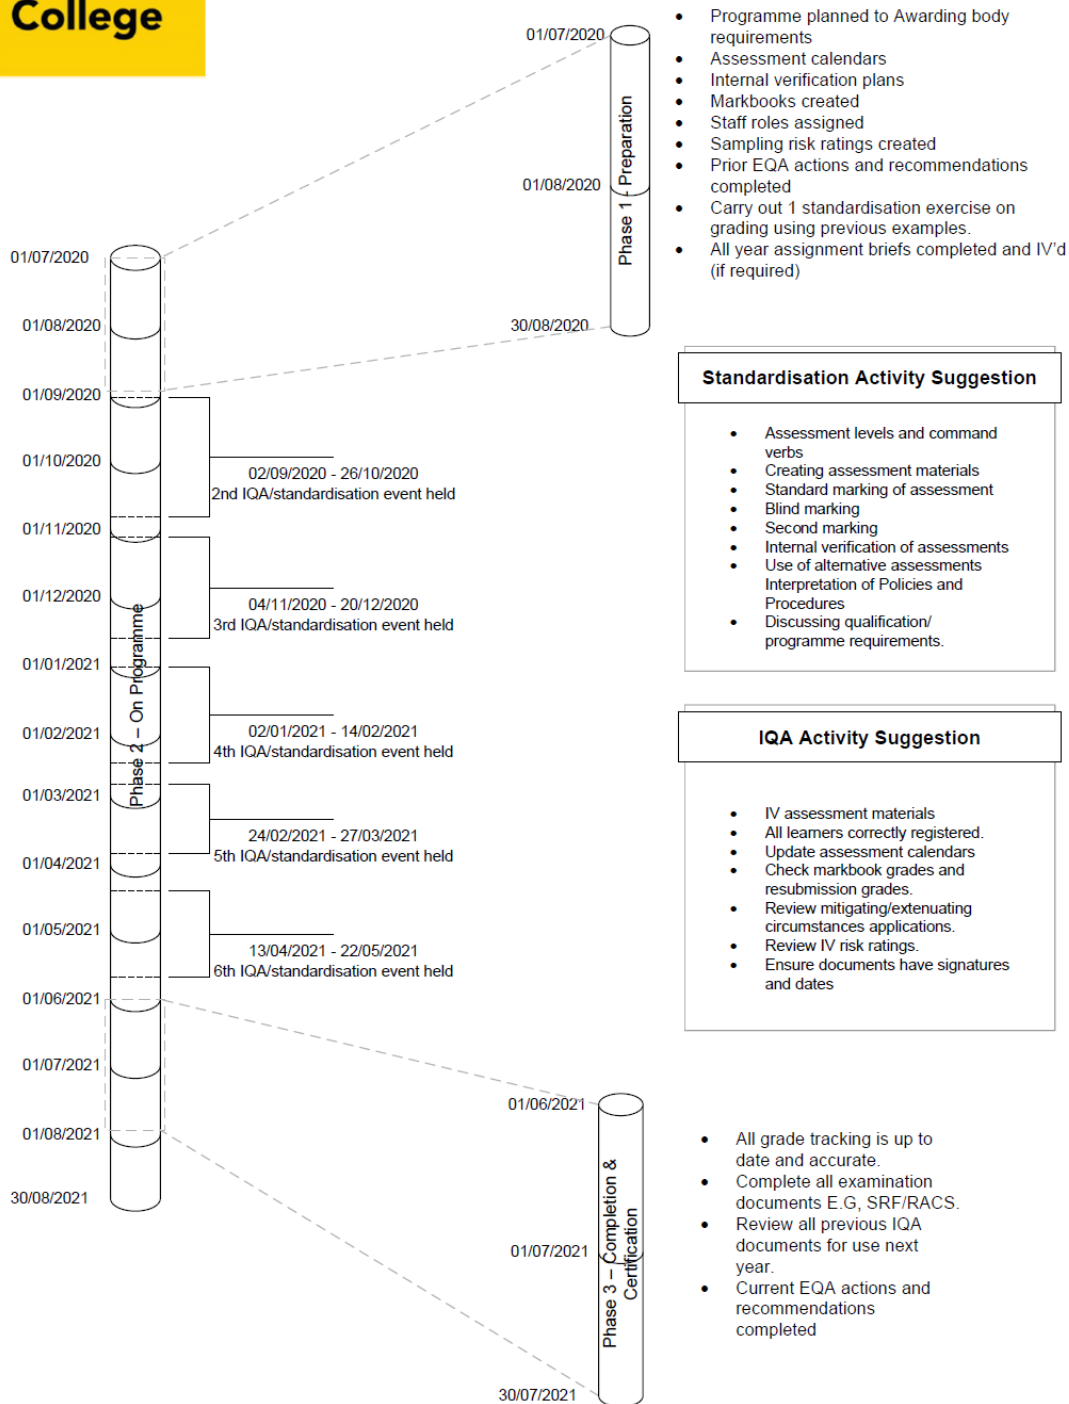 College
01/07/2020
01/08/2020
30/08/2020
Phase 1 - Preparation
• Programme planned to Awarding body
requirements
• Assessment calendars
• Internal verification plans
• Markbooks created
• Staff roles assigned
• Sampling risk ratings created
• Prior EQA actions and recommendations
completed
• Carry out 1 standardisation exercise on
grading using previous examples.
• All year assignment briefs completed and IV'd
(if required)
01/07/2020
01/08/2020
01/09/2020
01/10/2020
01/11/2020
01/12/2020
01/01/2021
01/02/2021
01/03/2021
01/04/2021
01/05/2021
01/06/2021
01/07/2021
01/08/2021
30/08/2021
Phase 2 – On Programme
02/09/2020 - 26/10/2020
2nd IQA/standardisation event held
04/11/2020 - 20/12/2020
3rd IQA/standardisation event held
02/01/2021 - 14/02/2021
4th IQA/standardisation event held
24/02/2021 - 27/03/2021
5th IQA/standardisation event held
13/04/2021 - 22/05/2021
6th IQA/standardisation event held
Standardisation Activity Suggestion
• Assessment levels and command
verbs
• Creating assessment materials
• Standard marking of assessment
• Blind marking
• Second marking
• Internal verification of assessments
• Use of alternative assessments
Interpretation of Policies and
Procedures
• Discussing qualification/
programme requirements.
IQA Activity Suggestion
• IV assessment materials
• All learners correctly registered.
• Update assessment calendars
• Check markbook grades and
resubmission grades.
• Review mitigating/extenuating
circumstances applications.
• Review IV risk ratings.
• Ensure documents have signatures
and dates
01/06/2021
01/07/2021
30/07/2021
Phase 3 – Completion &
Certification
• All grade tracking is up to
date and accurate.
• Complete all examination
documents E.G, SRF/RACS.
• Review all previous IQA
documents for use next
year.
• Current EQA actions and
recommendations
completed